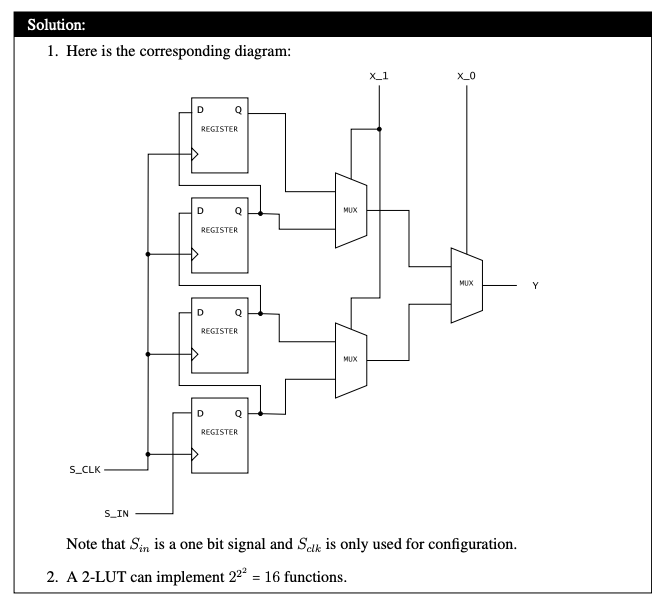 Solution:
1. Here is the corresponding diagram:
X_1 X_0
D Q
REGISTER
MUX
D Q
REGISTER
MUX
Y
D Q
REGISTER
MUX
D Q
REGISTER
S_CLK
S_IN
Note that S_in is a one bit signal and S_clk is only used for configuration.
2. A 2-LUT can implement 2^2^2 = 16 functions.